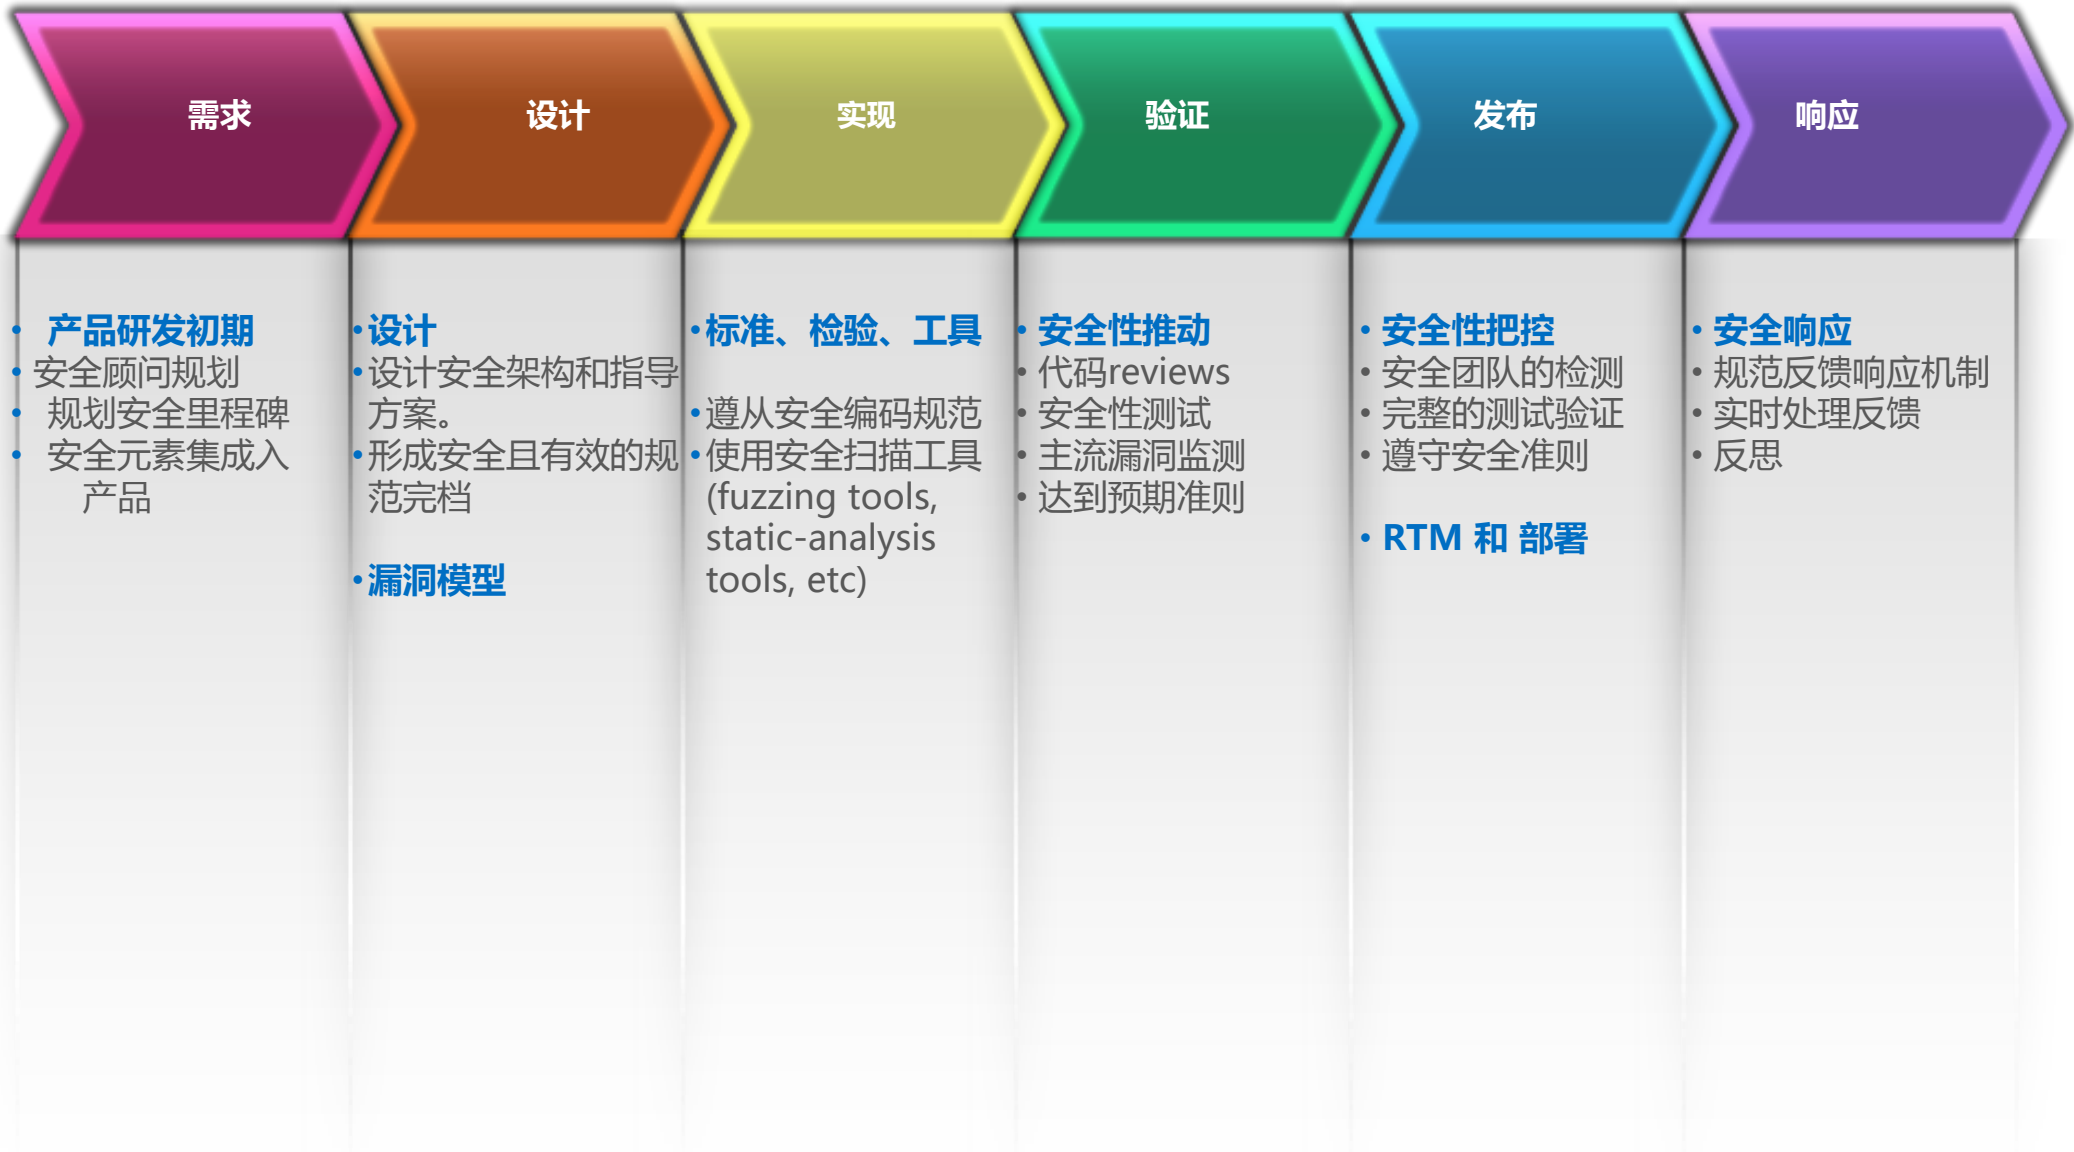 需求
设计
实现
验证
发布
响应
• 产品研发初期
• 安全顾问规划
• 规划安全里程碑
• 安全元素集成入
产品
•设计
•设计安全架构和指导
方案。
•形成安全且有效的规
范完档
•漏洞模型
•标准、检验、工具
•遵从安全编码规范
•使用安全扫描工具
(fuzzing tools,
static-analysis
tools, etc)
• 安全性推动
• 代码reviews
• 安全性测试
• 主流漏洞监测
• 达到预期准则
• 安全性把控
• 安全团队的检测
• 完整的测试验证
• 遵守安全准则
• RTM 和 部署
• 安全响应
• 规范反馈响应机制
• 实时处理反馈
• 反思